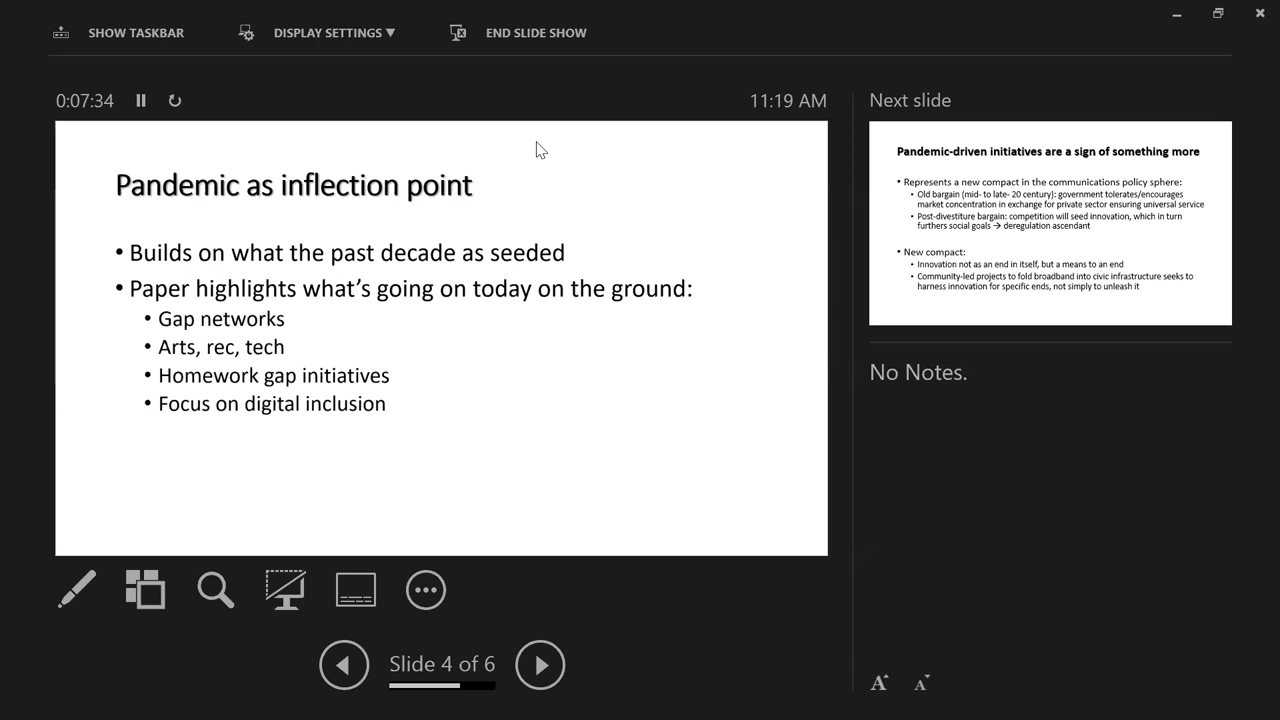 SHOW TASKBAR
DISPLAY SETTINGS ▼
END SLIDE SHOW
0:07:34
11:19 AM
Pandemic as inflection point
• Builds on what the past decade as seeded
• Paper highlights what's going on today on the ground:
• Gap networks
• Arts, rec, tech
• Homework gap initiatives
• Focus on digital inclusion
Slide 4 of 6
Next slide
Pandemic-driven initiatives are a sign of something more
• Represents a new compact in the communications policy sphere:
• Old bargain (mid- to late- 20 century): government tolerates/encourages
market concentration in exchange for private sector ensuring universal service
• Post-divestiture bargain: competition will seed innovation, which in turn
furthers social goals → deregulation ascendant
• New compact:
• Innovation not as an end in itself, but a means to an end
• Community-led projects to fold broadband into civic infrastructure seeks to
harness innovation for specific ends, not simply to unleash it
No Notes.
A A